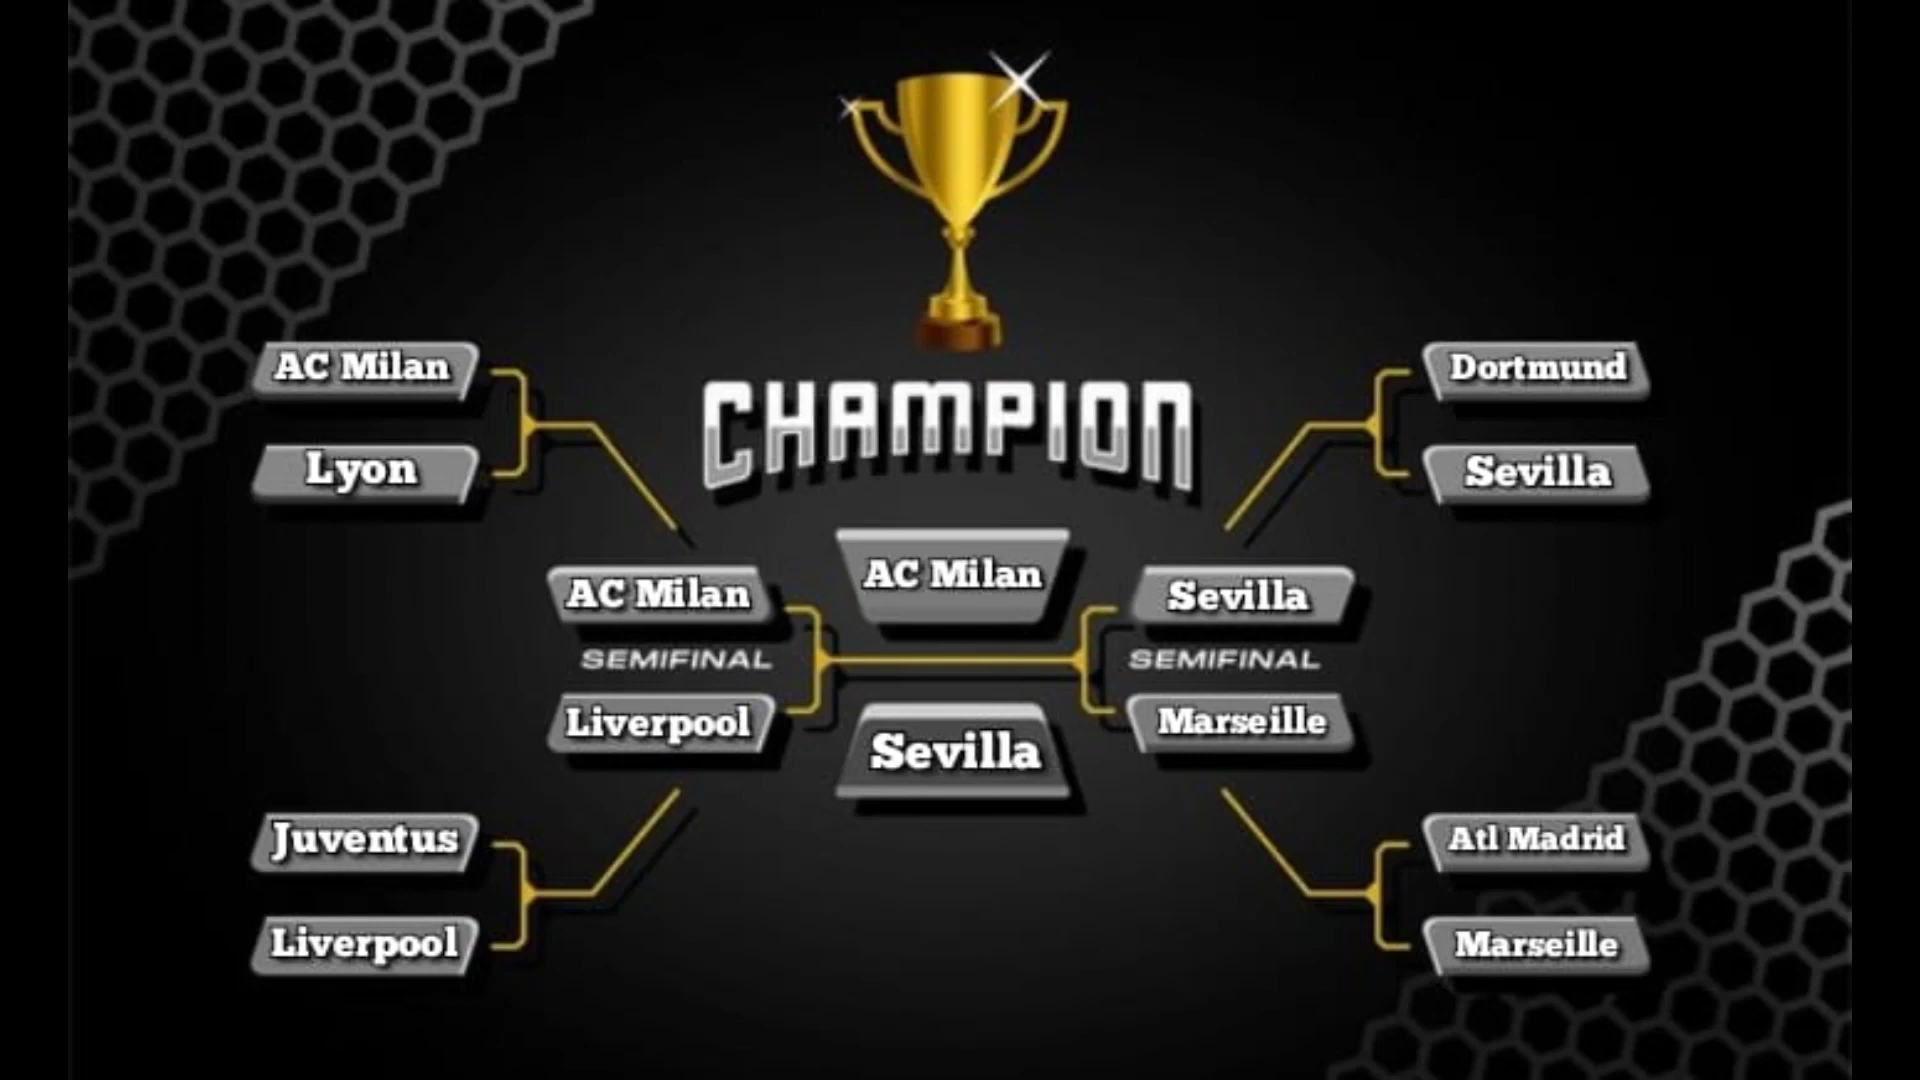 AC Milan
Lyon
Dortmund
Sevilla
CHAMPION
AC Milan
AC Milan
Sevilla
SEMIFINAL
SEMIFINAL
Liverpool
Sevilla
Marseille
Juventus
Liverpool
Atl Madrid
Marseille